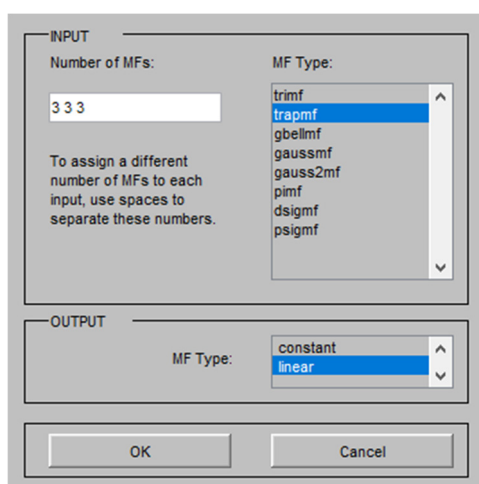 INPUT
Number of MFs:
3 3 3
To assign a different
number of MFs to each
input, use spaces to
separate these numbers.
MF Type:
trimf
trapmf
gbellmf
gaussmf
gauss2mf
pimf
dsigmf
psigmf
OUTPUT
MF Type:
constant
linear
OK
Cancel